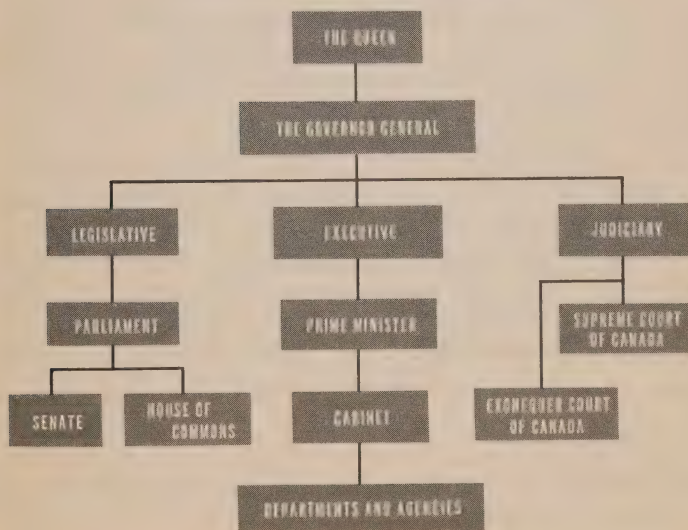 THE QUEEN
THE GOVERNOR GENERAL
LEGISLATIVE
EXECUTIVE
JUDICIARY
PARLIAMENT
PRIME MINISTER
SUPREME COURT
OF CANADA
SENATE
HOUSE OF
COMMONS
CABINET
EXCHEQUER COURT
OF CANADA
DEPARTMENTS AND AGENCIES